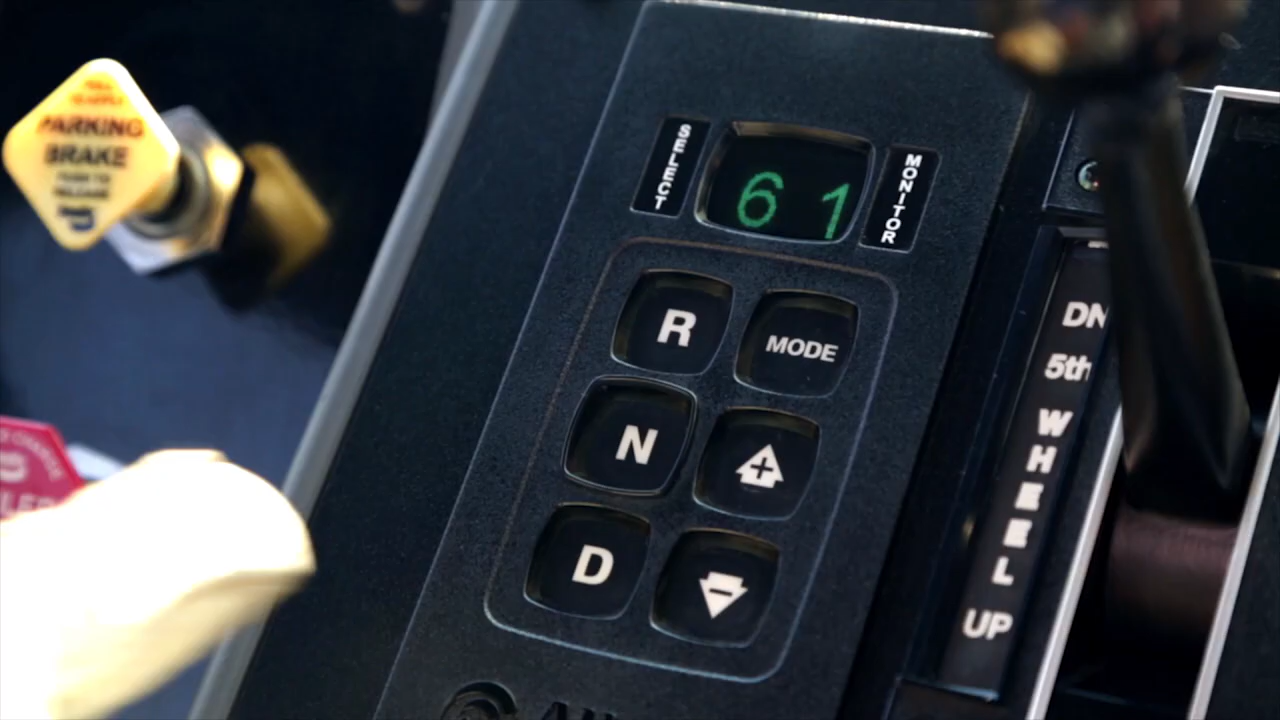 PARKING
BRAKE
SELECT
6 1
MONITOR
R
MODE
N
+
D
-
DN
5th
WHEEL
UP